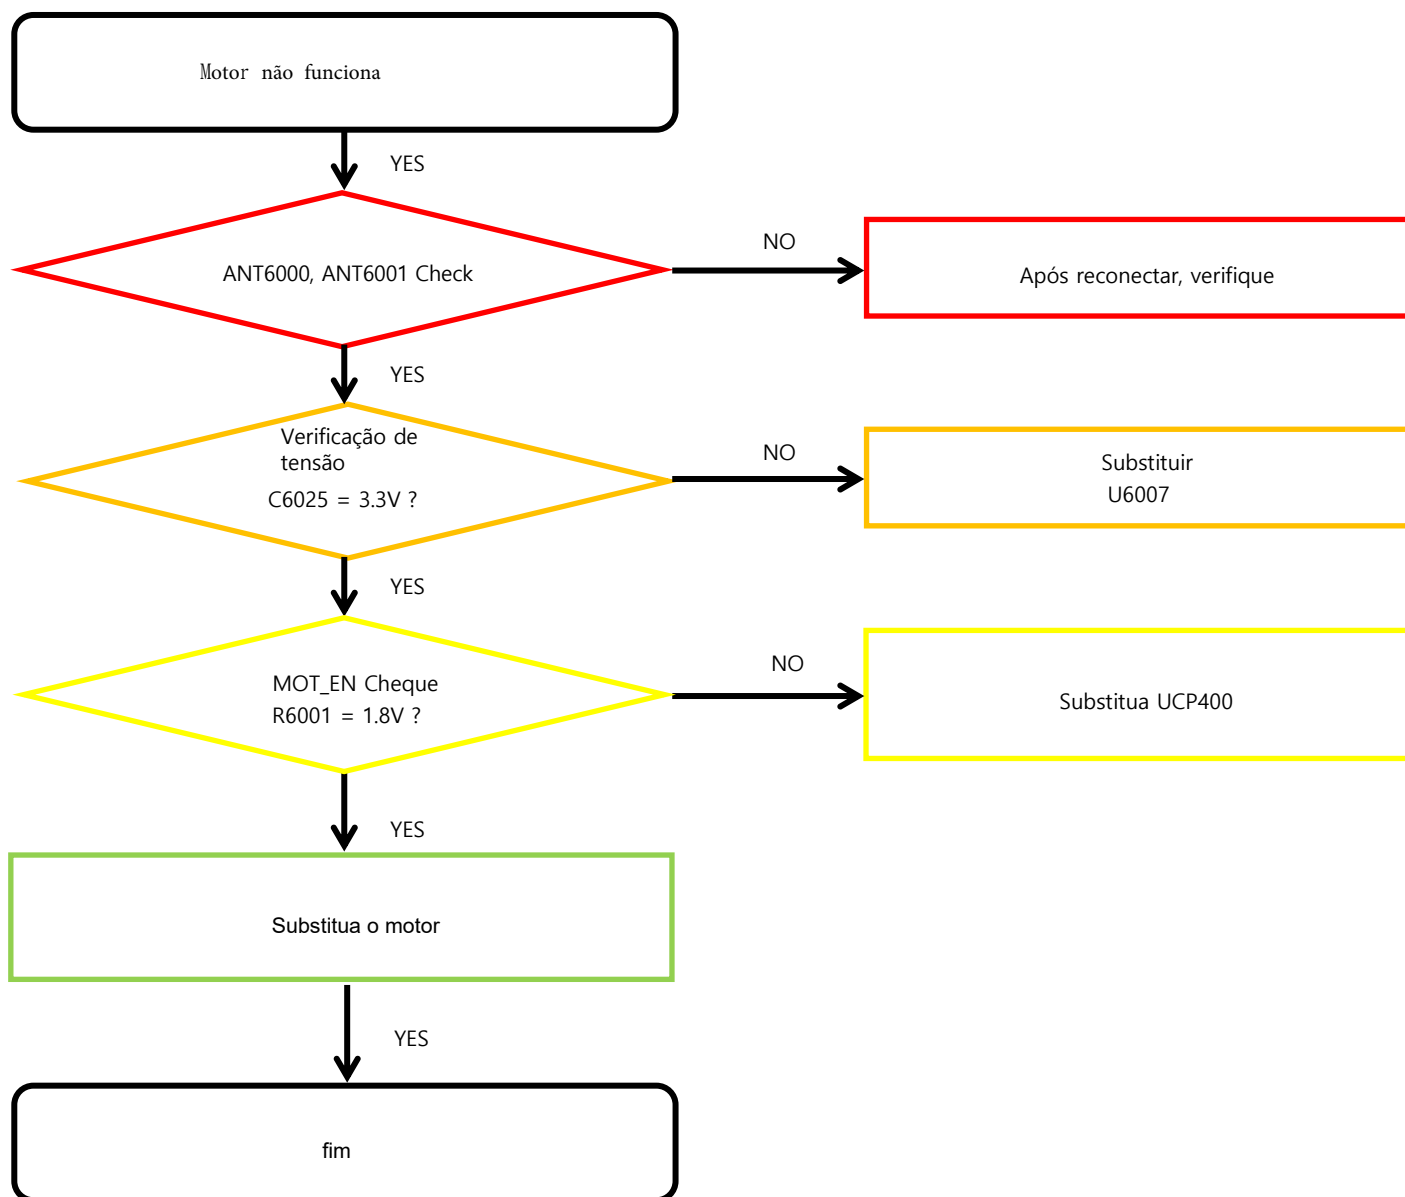 Motor não funciona
YES
ANT6000, ANT6001 Check
NO
Após reconectar, verifique
YES
Verificação de
tensão
C6025 = 3.3V ?
NO
Substituir
U6007
YES
MOT_EN Cheque
R6001 = 1.8V ?
NO
Substitua UCP400
YES
Substitua o motor
YES
fim